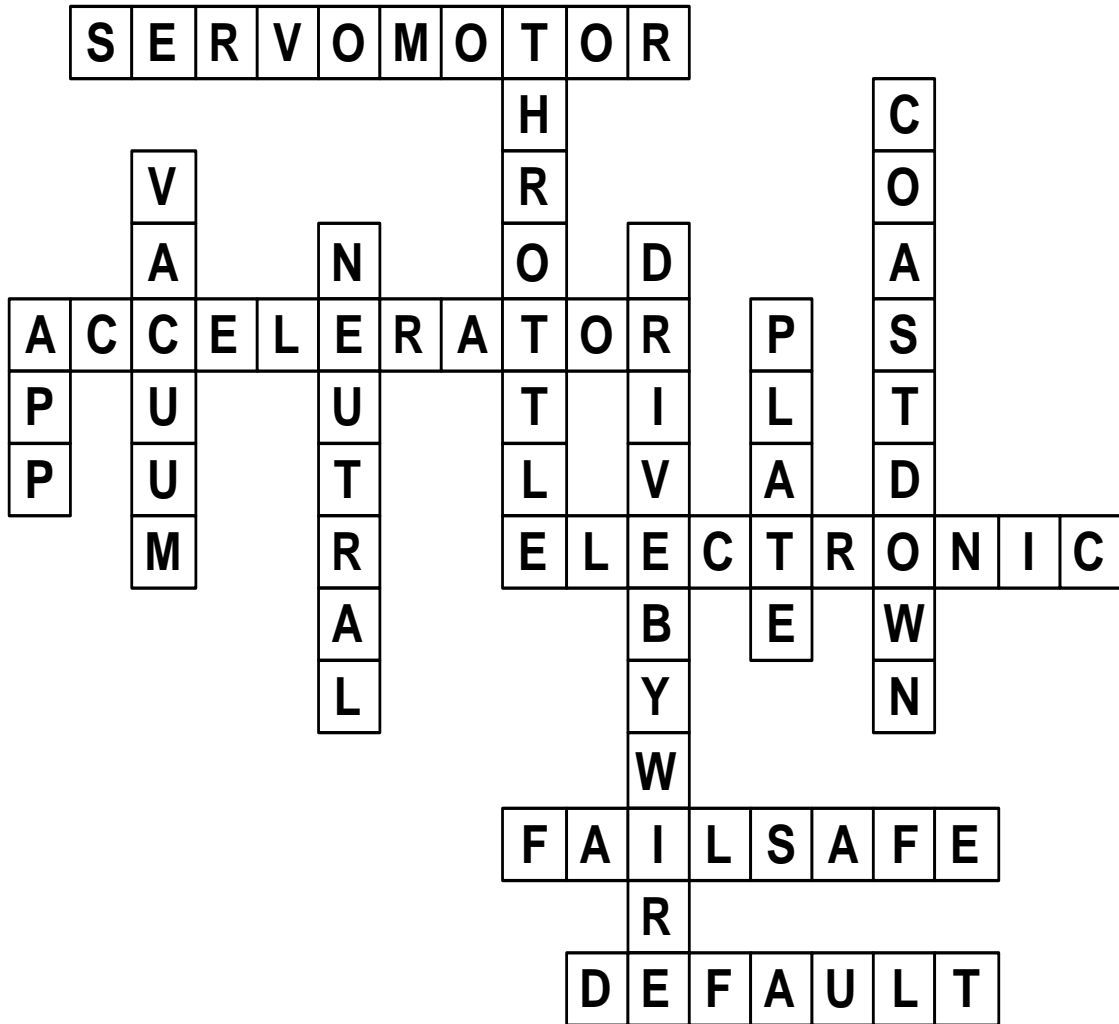 SERVOMOTOR
THROTTLE
COASTDOWN
VACUUM
NEUTRAL
DRIVEBYWIRE
ACCELERATOR
APP
PLATE
ELECTRONIC
FAILSAFE
DEFAULT